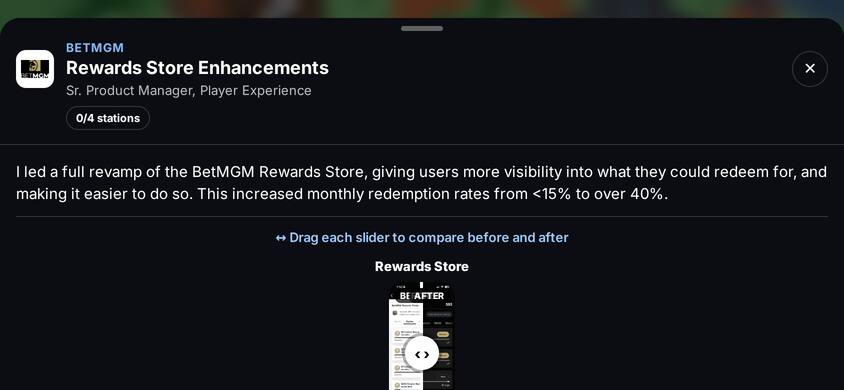 BETMGM
BETMGM
Rewards Store Enhancements
Sr. Product Manager, Player Experience
0/4 stations
I led a full revamp of the BetMGM Rewards Store, giving users more visibility into what they could redeem for, and
making it easier to do so. This increased monthly redemption rates from <15% to over 40%.
↔ Drag each slider to compare before and after
Rewards Store
AFTER